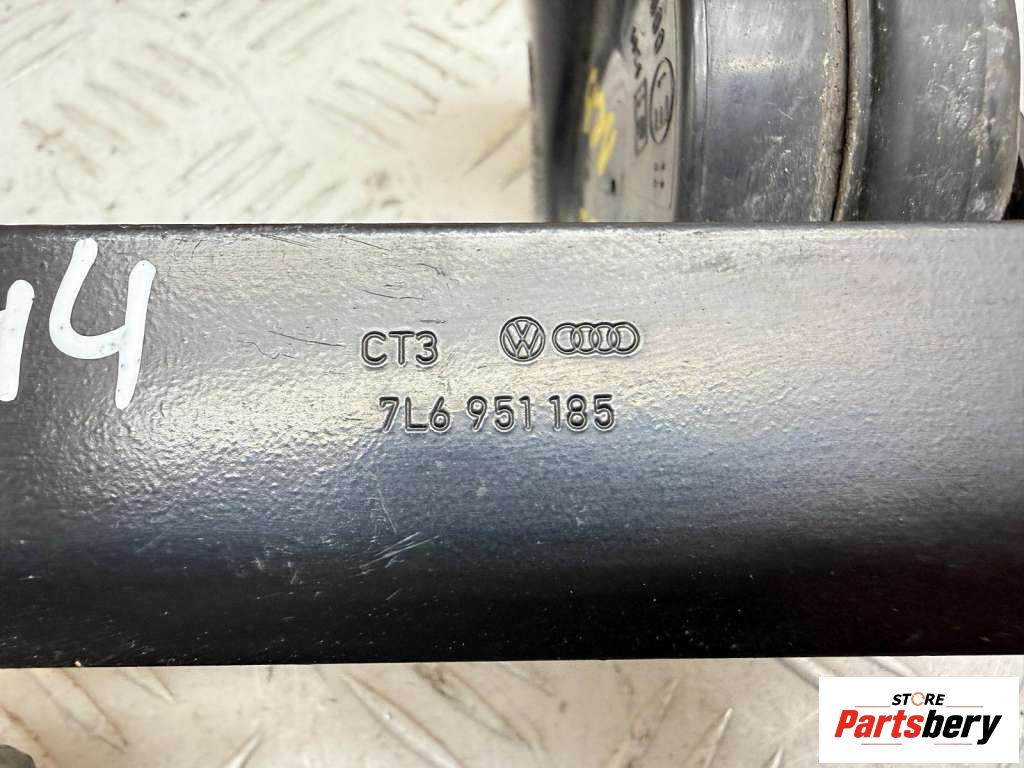 14
CT3
7L6 951 185
STORE
Partsbery